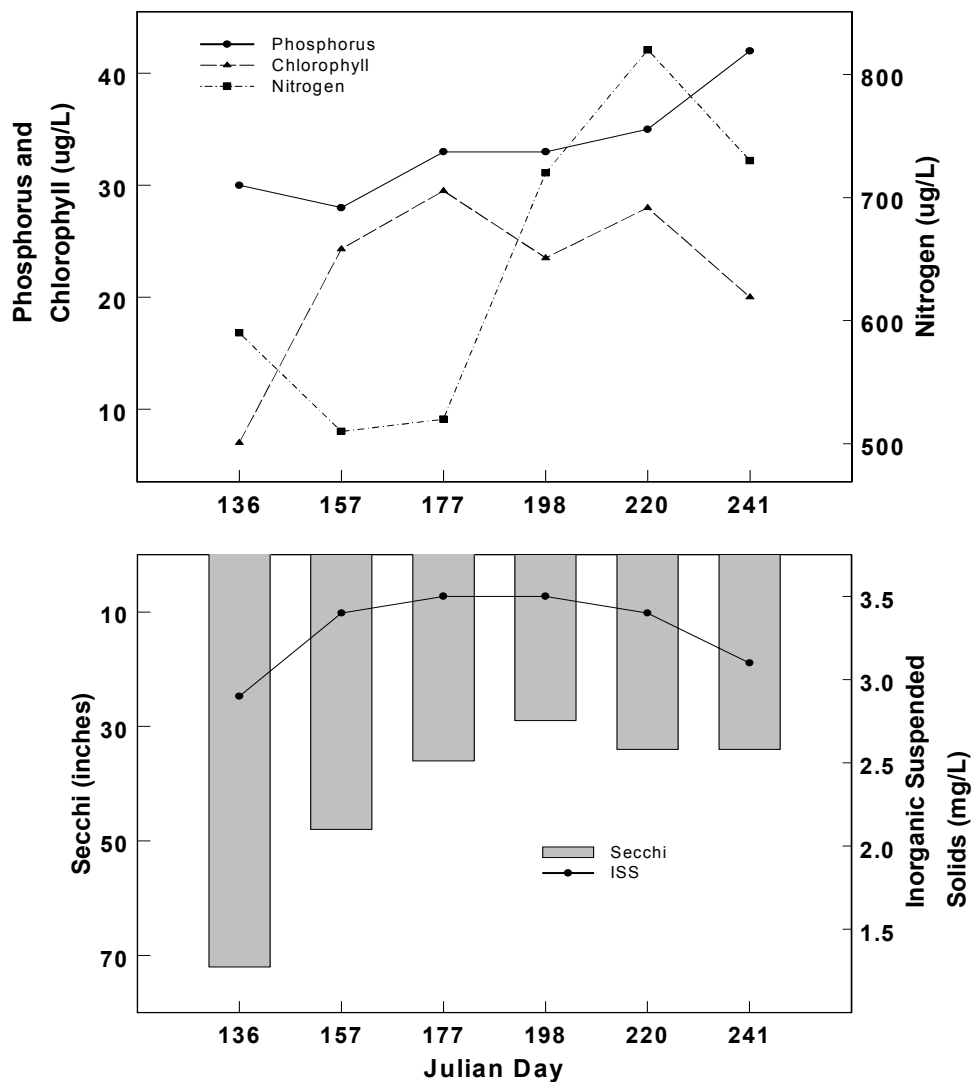 Phosphorus
Chlorophyll
Nitrogen
40
30
20
10
Phosphorus and
Chlorophyll (ug/L)
800
700
600
500
Nitrogen (ug/L)
136 157 177 198 220 241
10
30
50
70
Secchi (inches)
3.5
3.0
2.5
2.0
1.5
Inorganic Suspended
Solids (mg/L)
Secchi
ISS
136 157 177 198 220 241
Julian Day